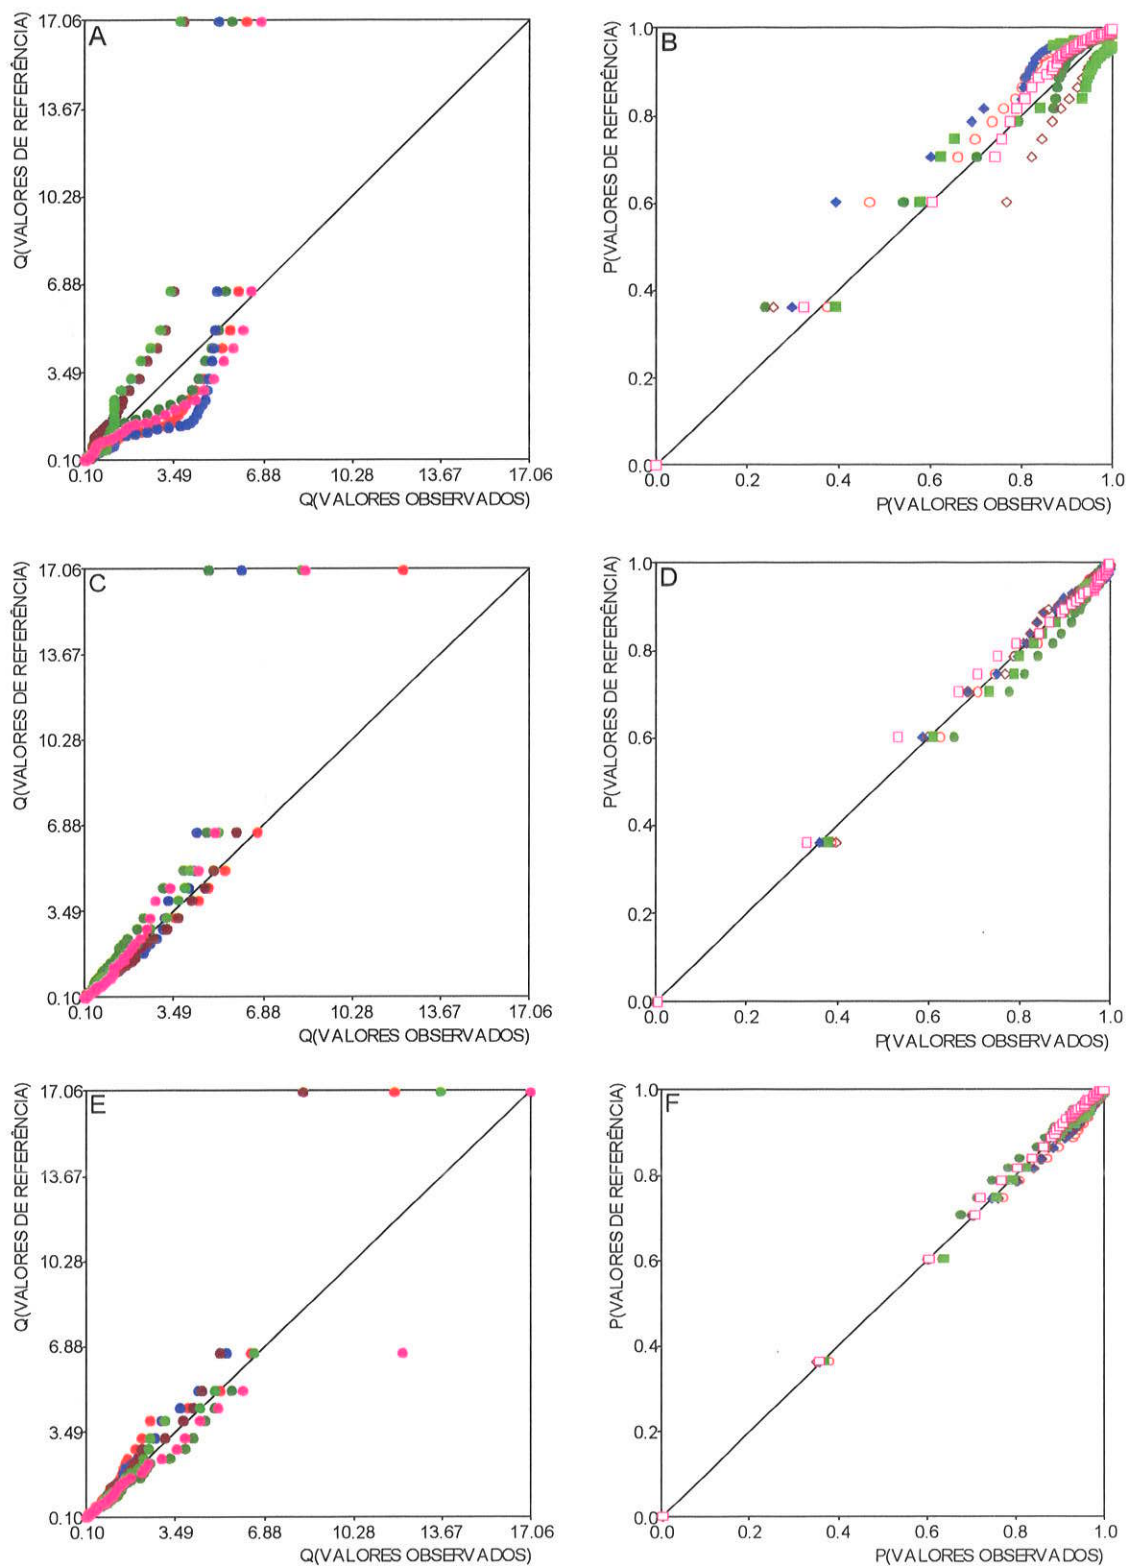 A
Q(VALORES DE REFERÊNCIA)
17.06
13.67
10.28
6.88
3.49
0.10
0.10 3.49 6.88 10.28 13.67 17.06
Q(VALORES OBSERVADOS)
B
P(VALORES DE REFERÊNCIA)
1.0
0.8
0.6
0.4
0.2
0.0
0.0 0.2 0.4 0.6 0.8 1.0
P(VALORES OBSERVADOS)
C
Q(VALORES DE REFERÊNCIA)
17.06
13.67
10.28
6.88
3.49
0.10
0.10 3.49 6.88 10.28 13.67 17.06
Q(VALORES OBSERVADOS)
D
P(VALORES DE REFERÊNCIA)
1.0
0.8
0.6
0.4
0.2
0.0
0.0 0.2 0.4 0.6 0.8 1.0
P(VALORES OBSERVADOS)
E
Q(VALORES DE REFERÊNCIA)
17.06
13.67
10.28
6.88
3.49
0.10
0.10 3.49 6.88 10.28 13.67 17.06
Q(VALORES OBSERVADOS)
F
P(VALORES DE REFERÊNCIA)
1.0
0.8
0.6
0.4
0.2
0.0
0.0 0.2 0.4 0.6 0.8 1.0
P(VALORES OBSERVADOS)